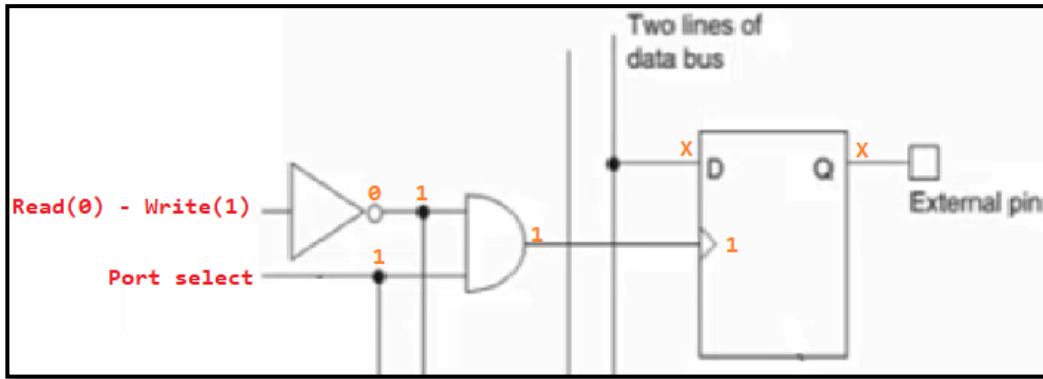 Two lines of
data bus
X
D
Q
X
External pin
Read(0) - Write(1)
0
1
1
1
Port select
1